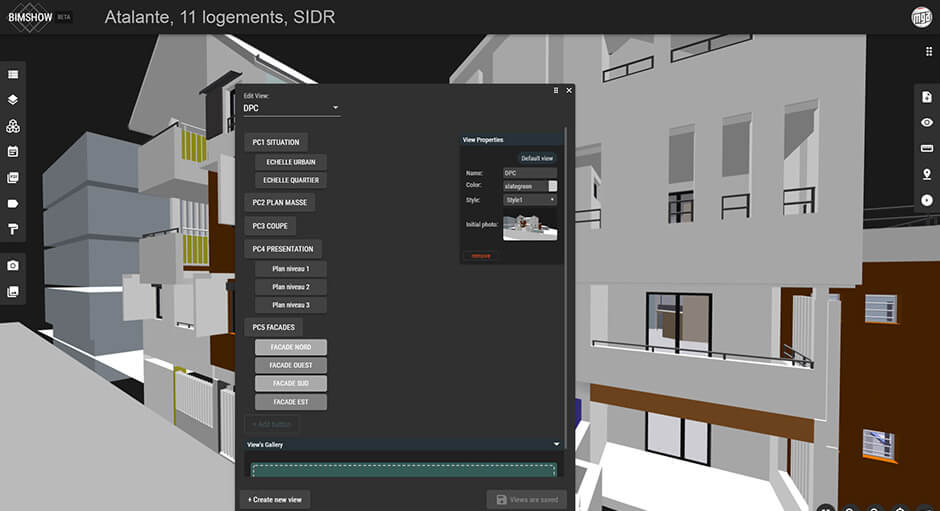 BIMSHOW BETA
Atalante, 11 logements, SIDR
mga
Edit View:
DPC
PC1 SITUATION
ECHELLE URBAIN
ECHELLE QUARTIER
PC2 PLAN MASSE
PC3 COUPE
PC4 PRESENTATION
Plan niveau 1
Plan niveau 2
Plan niveau 3
PC5 FACADES
FACADE NORD
FACADE OUEST
FACADE SUD
FACADE EST
+ Add button
View Properties
Default view
Name: DPC
Color: slategreen
Style: Style1
Initial photo:
remove
View's Gallery
+ Create new view
Views are saved